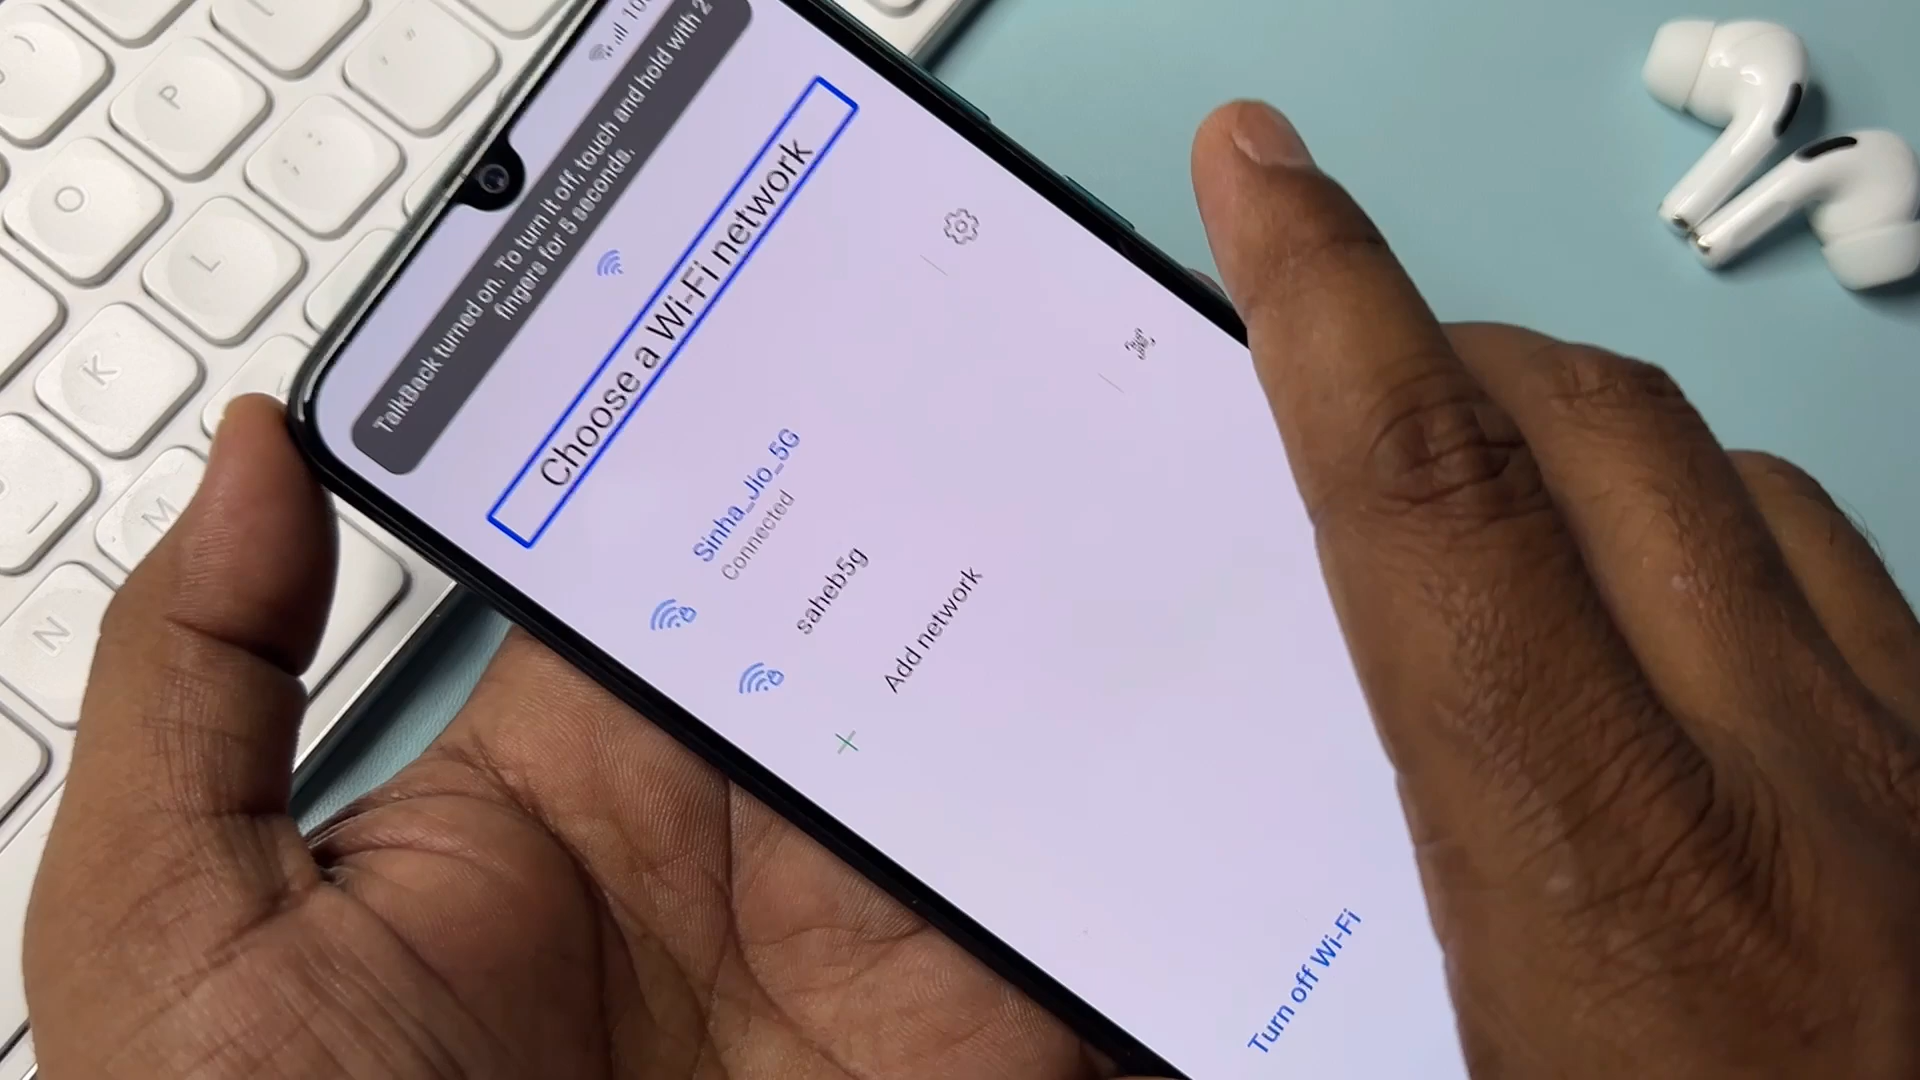 TalkBack turned on. To turn it off, touch and hold with 2
fingers for 5 seconds.
Choose a Wi-Fi network
Sinha_Jio_5G
Connected
saheb5g
Add network
Turn off Wi-Fi
P
O
L
K
M
N